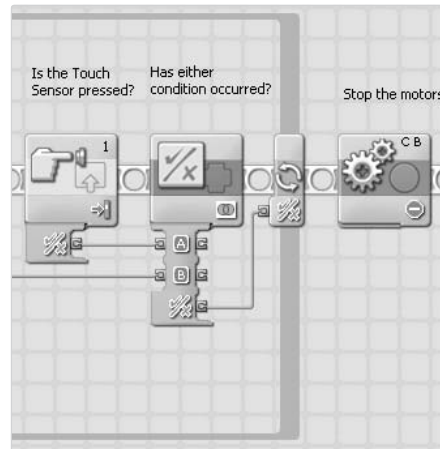 Is the Touch
Sensor pressed?
Has either
condition occurred?
Stop the motors
1
C B
A
B